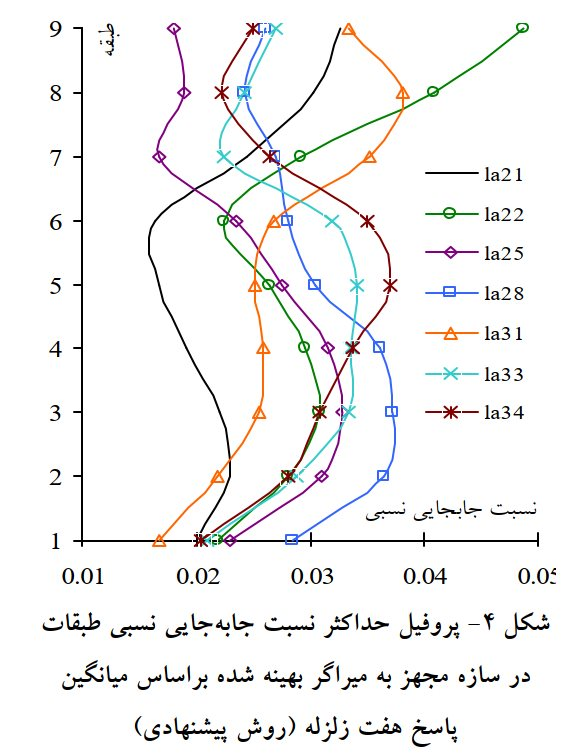 9
طبقه
8
7
6
5
4
3
2
1
la21
la22
la25
la28
la31
la33
la34
نسبت جابجایی نسبی
0.01 0.02 0.03 0.04 0.05
شکل ۴- پروفیل حداکثر نسبت جابه‌جایی نسبی طبقات
در سازه مجهز به میراگر بهینه شده براساس میانگین
پاسخ هفت زلزله (روش پیشنهادی)